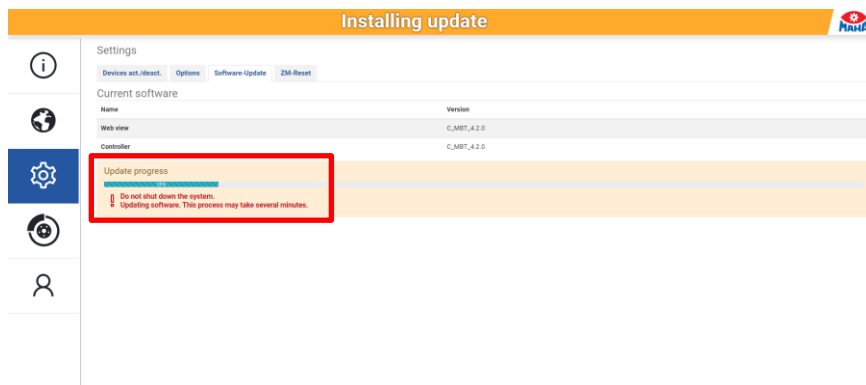 Installing update
MAHA
Settings
Devices act./deact. Options Software-Update ZM-Reset
Current software
Name Version
Web view C_MBT_4.2.0
Controller C_MBT_4.2.0
Update progress
Do not shut down the system.
Updating software. This process may take several minutes.